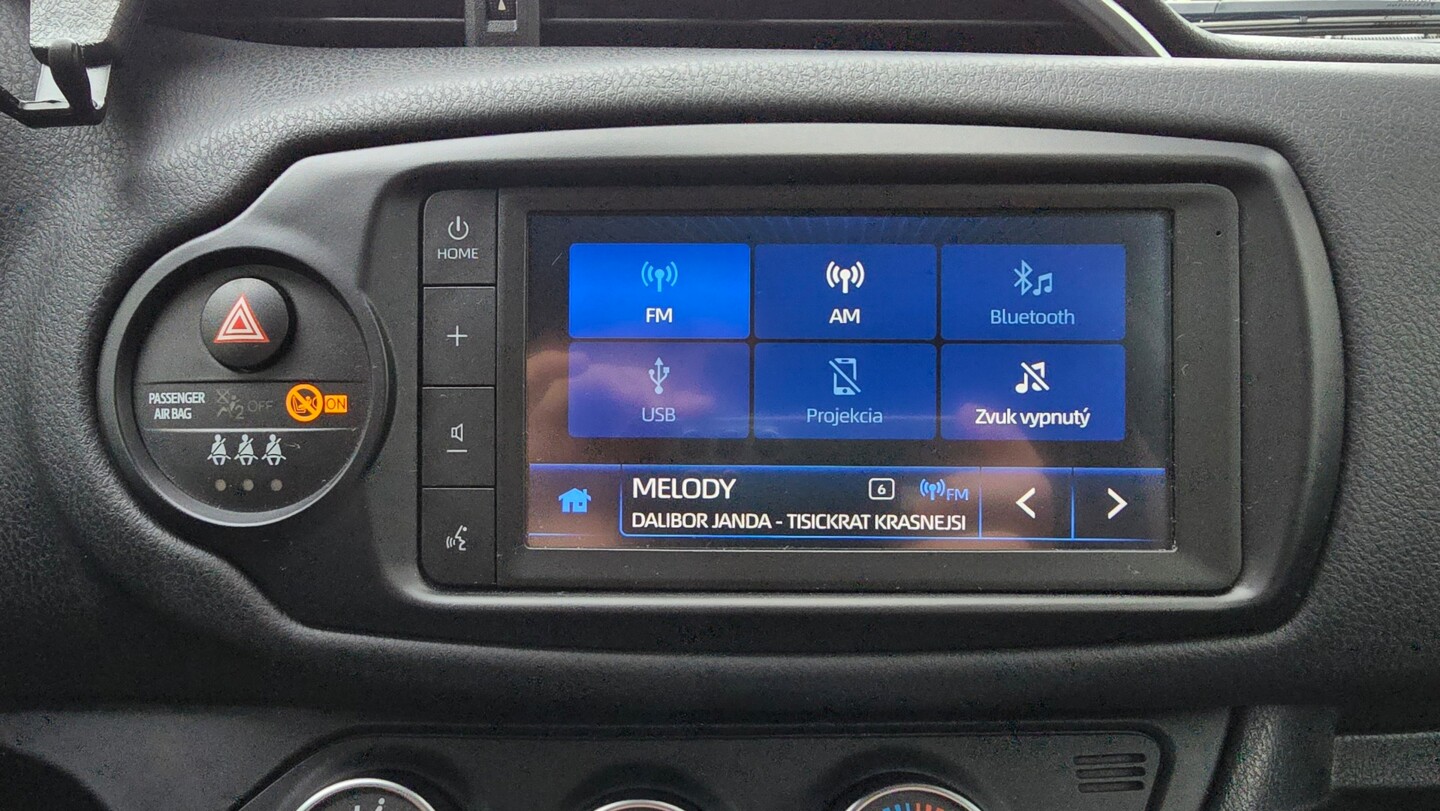 HOME
FM
AM
Bluetooth
USB
Projekcia
Zvuk vypnutý
MELODY
6
FM
DALIBOR JANDA - TISICKRAT KRASNEJSI
PASSENGER
AIR BAG
2 OFF
ON